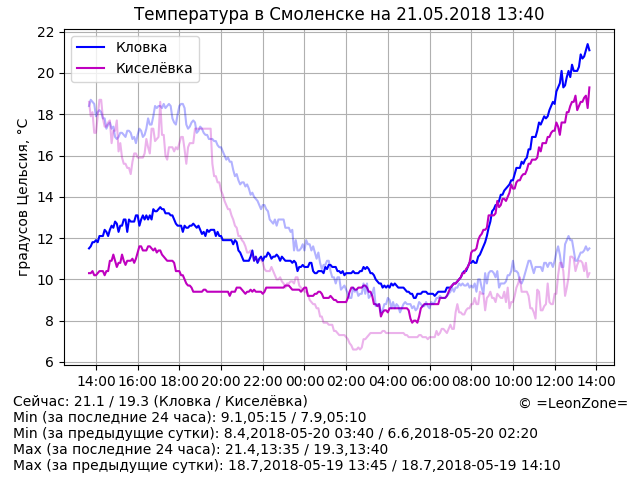 Температура в Смоленске на 21.05.2018 13:40
Кловка
Киселёвка
градусов Цельсия, °C
22
20
18
16
14
12
10
8
6
14:00 16:00 18:00 20:00 22:00 00:00 02:00 04:00 06:00 08:00 10:00 12:00 14:00
Сейчас: 21.1 / 19.3 (Кловка / Киселёвка)
© =LeonZone=
Min (за последние 24 часа): 9.1,05:15 / 7.9,05:10
Min (за предыдущие сутки): 8.4,2018-05-20 03:40 / 6.6,2018-05-20 02:20
Max (за последние 24 часа): 21.4,13:35 / 19.3,13:40
Max (за предыдущие сутки): 18.7,2018-05-19 13:45 / 18.7,2018-05-19 14:10